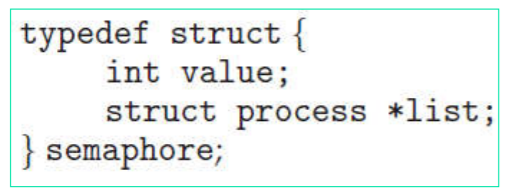 typedef struct {
int value;
struct process *list;
} semaphore;